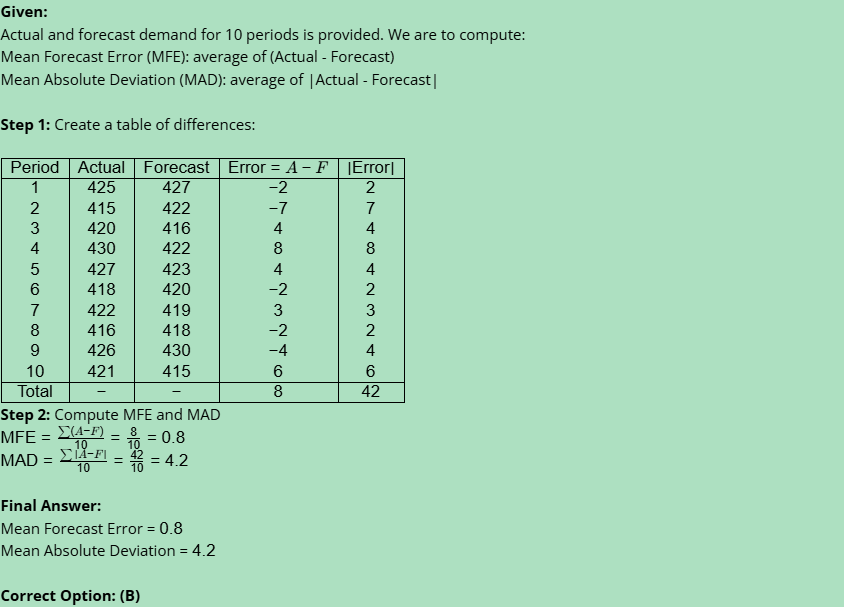 Given:
Actual and forecast demand for 10 periods is provided. We are to compute:
Mean Forecast Error (MFE): average of (Actual - Forecast)
Mean Absolute Deviation (MAD): average of |Actual - Forecast|
Step 1: Create a table of differences:
Period Actual Forecast Error = A − F |Error|
1 425 427 −2 2
2 415 422 −7 7
3 420 416 4 4
4 430 422 8 8
5 427 423 4 4
6 418 420 −2 2
7 422 419 3 3
8 416 418 −2 2
9 426 430 −4 4
10 421 415 6 6
Total – – 8 42
Step 2: Compute MFE and MAD
MFE = ∑(A−F)/10 = 8/10 = 0.8
MAD = ∑|A−F|/10 = 42/10 = 4.2
Final Answer:
Mean Forecast Error = 0.8
Mean Absolute Deviation = 4.2
Correct Option: (B)